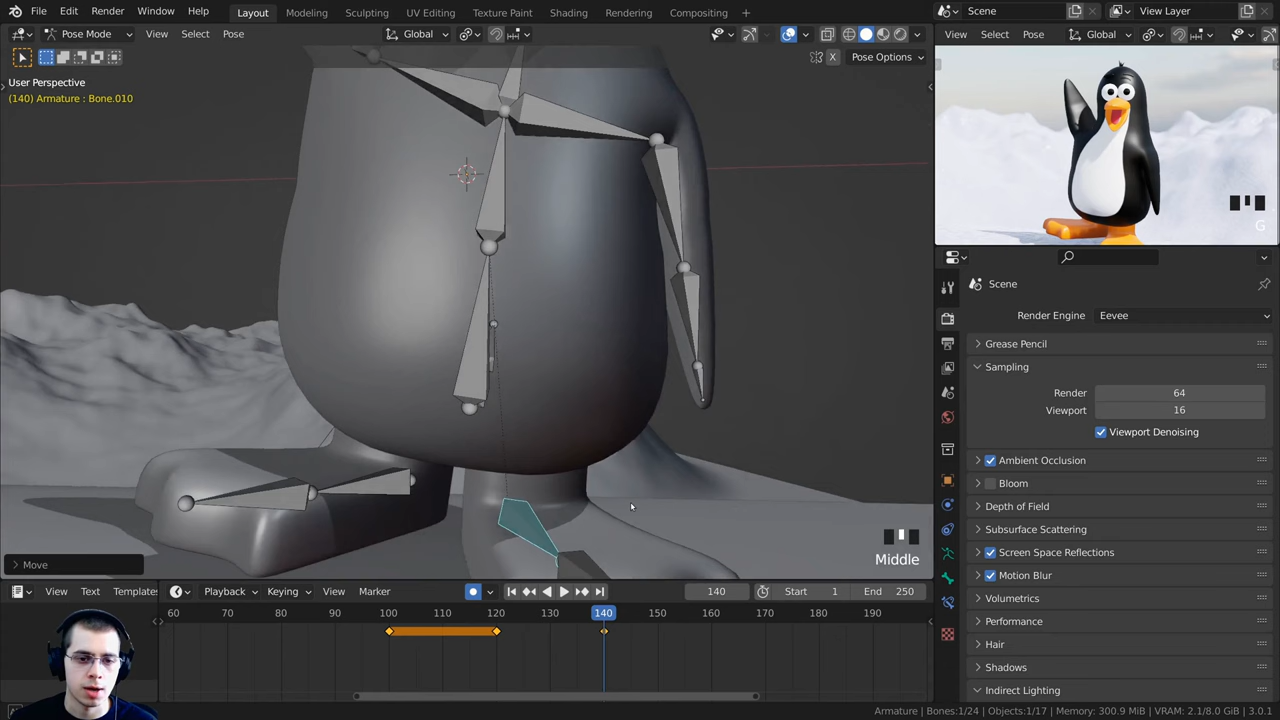 File Edit Render Window Help Layout Modeling Sculpting UV Editing Texture Paint Shading Rendering Compositing Scene View Layer
Pose Mode View Select Pose Global View Select Pose Global
X Pose Options
User Perspective
(140) Armature : Bone.010
G
Scene
Render Engine Eevee
Grease Pencil
Sampling
Render 64
Viewport 16
Viewport Denoising
Ambient Occlusion
Bloom
Depth of Field
Subsurface Scattering
Screen Space Reflections
Motion Blur
Volumetrics
Performance
Hair
Shadows
Indirect Lighting
Middle
Move
View Text Templates Playback Keying View Marker 140 Start 1 End 250
60 70 80 90 100 110 120 130 140 150 160 170 180 190
Armature | Bones:1/24 | Objects:1/17 | Memory: 300.9 MiB | VRAM: 2.1/8.0 GiB | 3.0.1